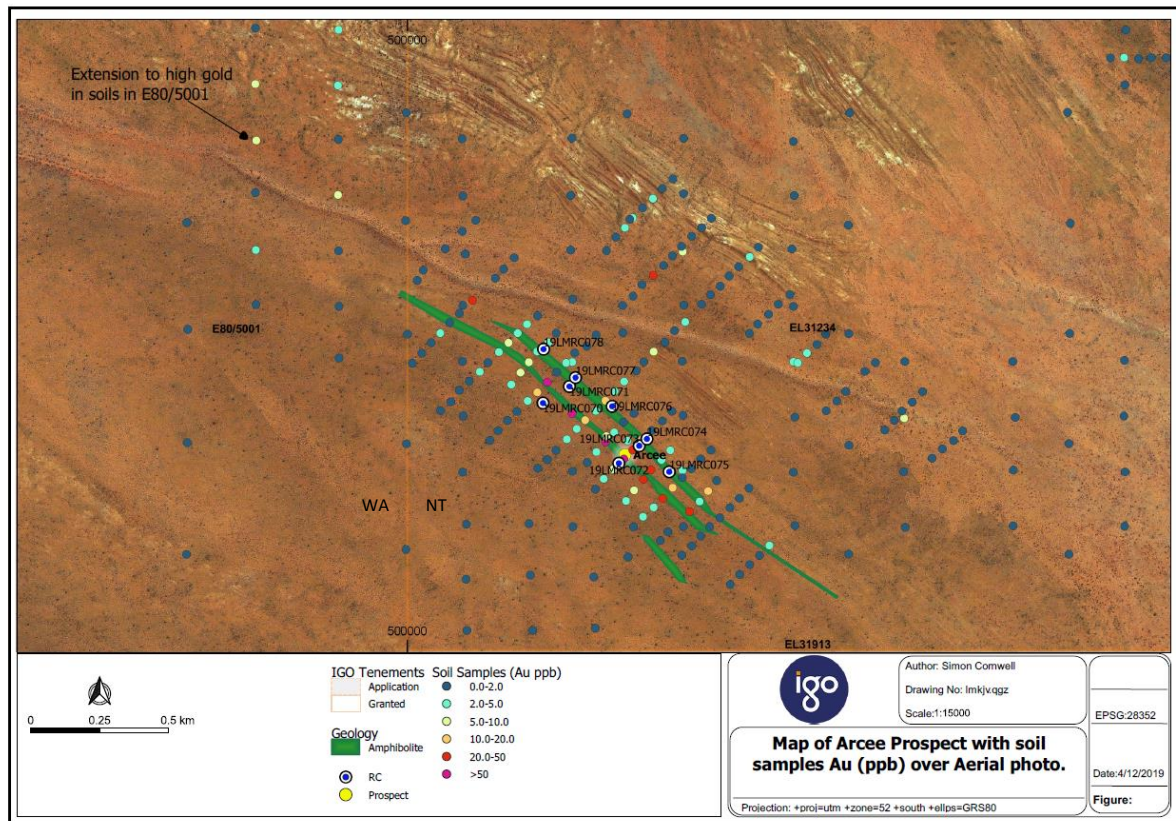 500000
Extension to high gold
in soils in E80/5001
E80/5001
EL31234
19LMRC078
19LMRC077
19LMRC071
19LMRC070
19LMRC076
19LMRC073
19LMRC074
Arcee
19LMRC072
19LMRC075
WA
NT
500000
EL31913
0
0.25
0.5 km
IGO Tenements
Application
Granted
Geology
Amphibolite
RC
Prospect
Soil Samples (Au ppb)
0.0-2.0
2.0-5.0
5.0-10.0
10.0-20.0
20.0-50
>50
igo
Author: Simon Cornwell
Drawing No: lmkjv.qgz
Scale:1:15000
EPSG:28352
Map of Arcee Prospect with soil
samples Au (ppb) over Aerial photo.
Date:4/12/2019
Figure:
Projection: +proj=utm +zone=52 +south +ellps=GRS80